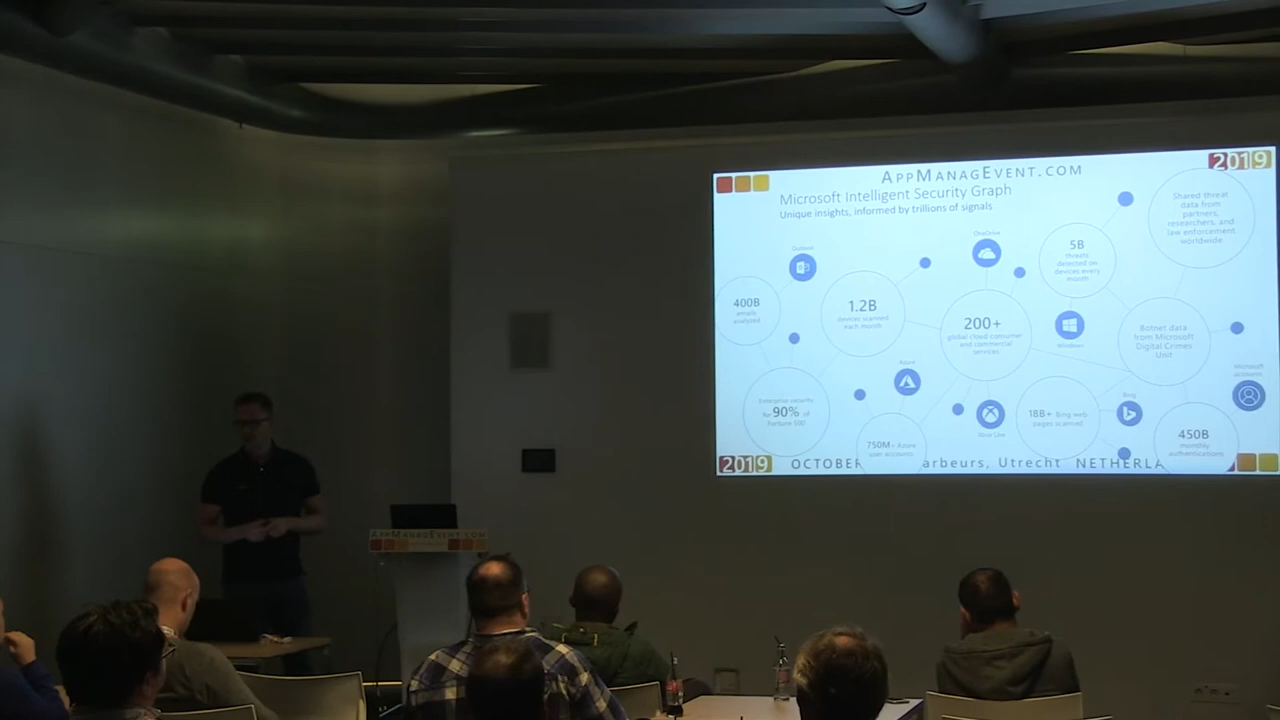 2019
APPMANAGEVENT.COM
Microsoft Intelligent Security Graph
Unique insights, informed by trillions of signals
Shared threat
data from
partners,
researchers, and
law enforcement
worldwide
OneDrive
5B
threats
detected on
devices every
month
Outlook
400B
emails
analyzed
1.2B
devices scanned
each month
200+
global cloud consumer
and commercial
services
Windows
Botnet data
from Microsoft
Digital Crimes
Unit
Azure
Microsoft
accounts
Enterprise security
for 90% of
Fortune 500
Xbox Live
18B+ Bing web
pages scanned
Bing
750M+ Azure
user accounts
450B
monthly
authentications
2019
OCTOBER
arbeurs, Utrecht NETHERLA
APPMANAGEVENT.COM